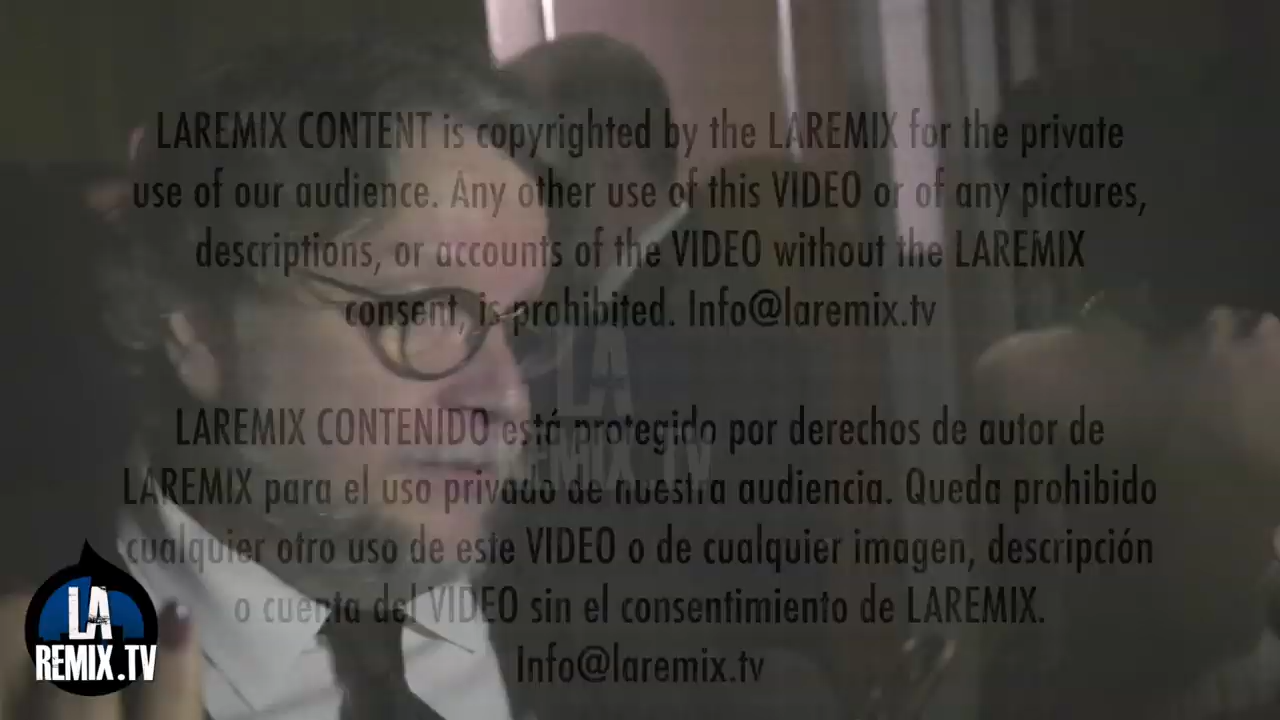 LAREMIX CONTENT is copyrighted by the LAREMIX for the private
use of our audience. Any other use of this VIDEO or of any pictures,
descriptions, or accounts of the VIDEO without the LAREMIX
consent, is prohibited. Info@laremix.tv
LA
REMIX.TV
LAREMIX CONTENIDO está protegido por derechos de autor de
LAREMIX para el uso privado de nuestra audiencia. Queda prohibido
cualquier otro uso de este VIDEO o de cualquier imagen, descripción
o cuenta del VIDEO sin el consentimiento de LAREMIX.
Info@laremix.tv
LA
REMIX.TV